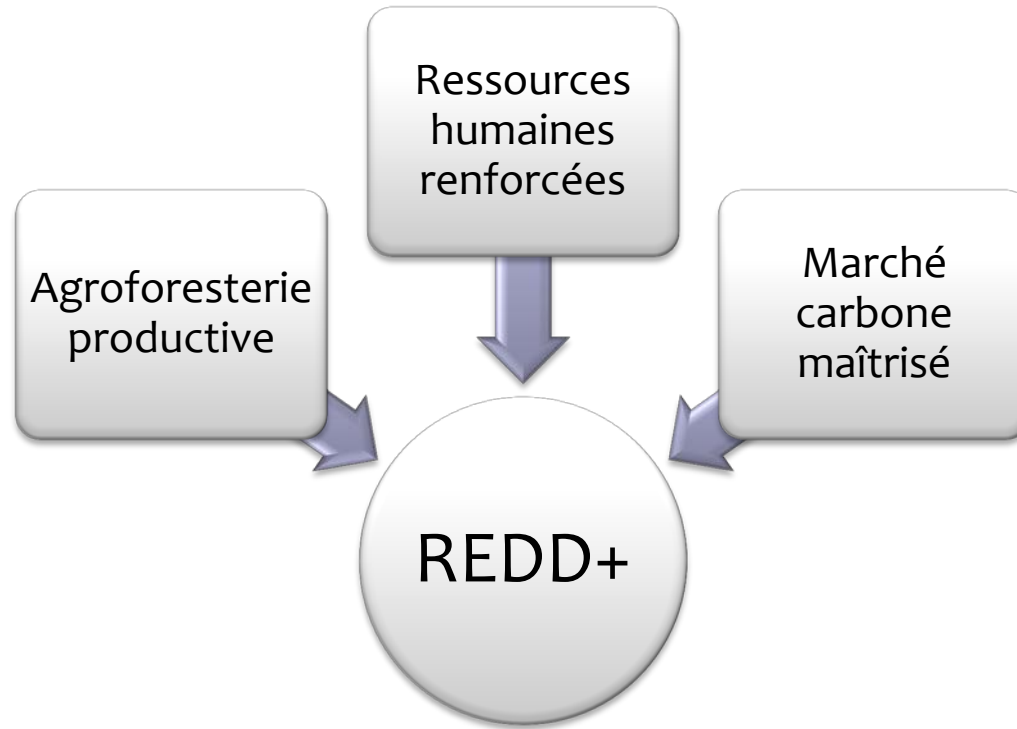 Ressources
humaines
renforcées
Agroforesterie
productive
Marché
carbone
maîtrisé
REDD+